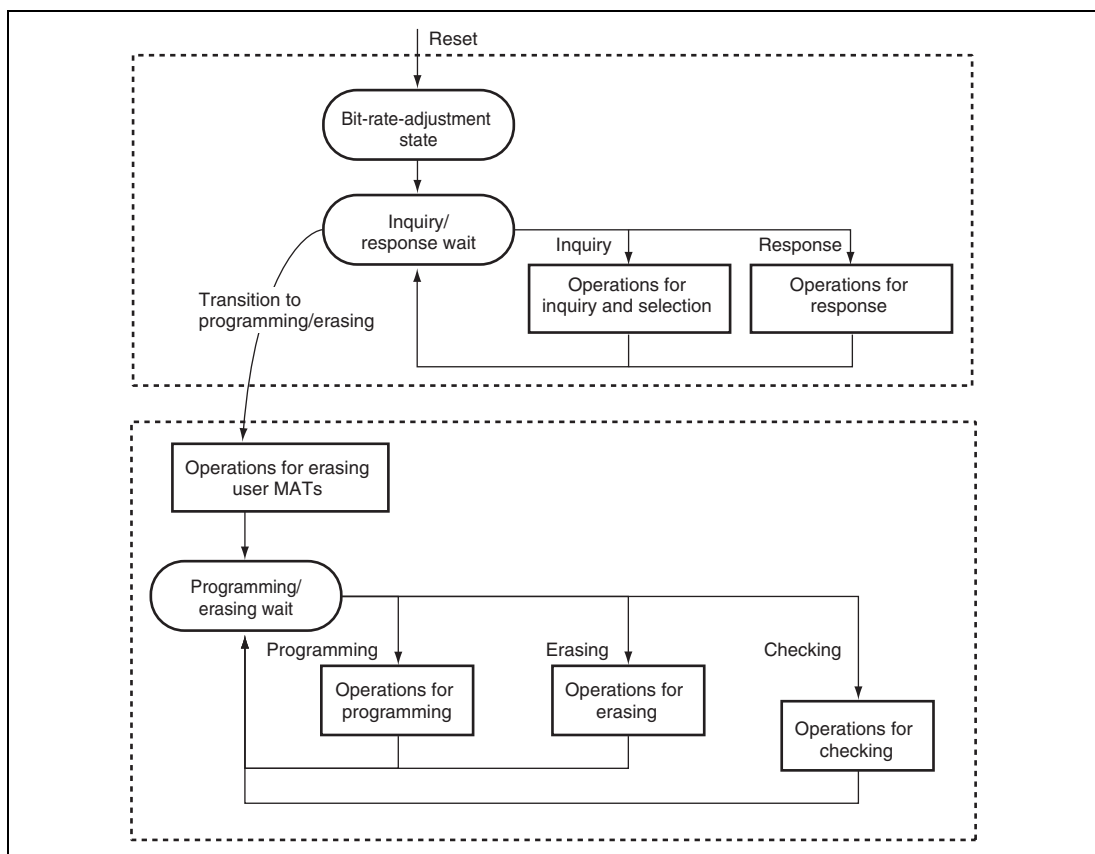 Reset
Bit-rate-adjustment
state
Inquiry/
response wait
Inquiry
Response
Operations for
inquiry and selection
Operations for
response
Transition to
programming/erasing
Operations for erasing
user MATs
Programming/
erasing wait
Programming
Erasing
Checking
Operations for
programming
Operations for
erasing
Operations for
checking